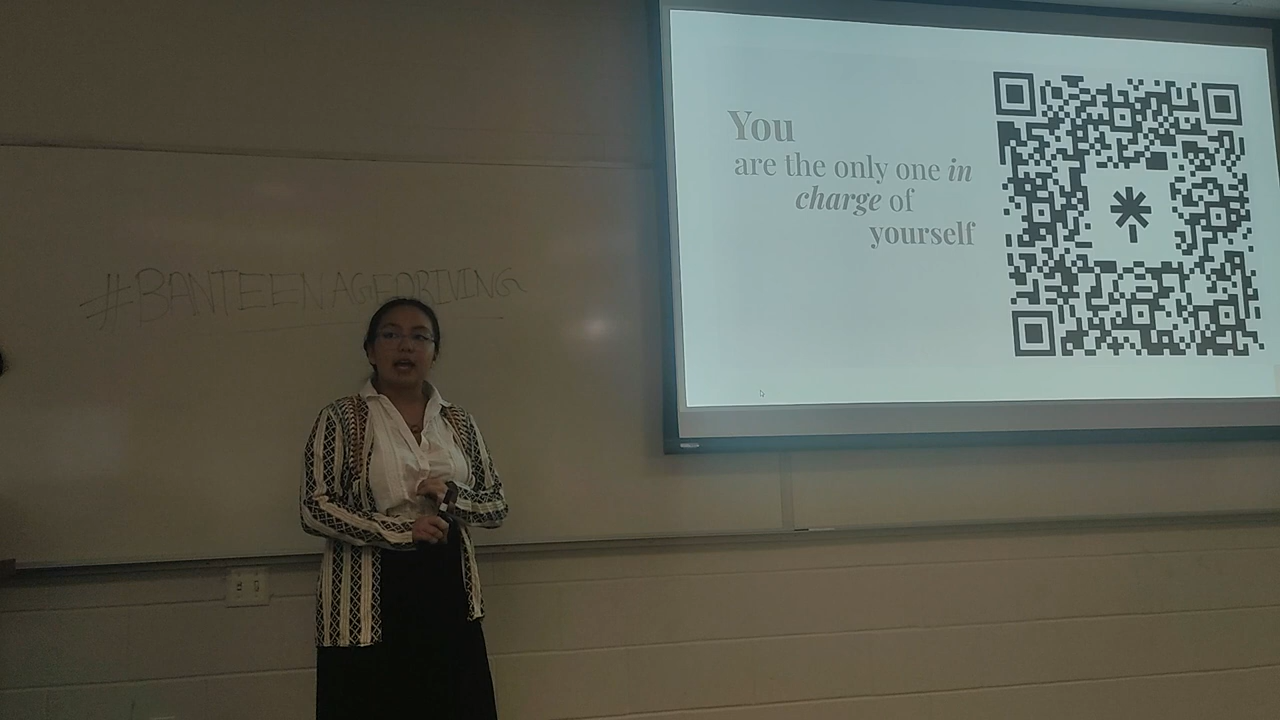 #BANTEENAGEDRIVING
You
are the only one in
charge of
yourself